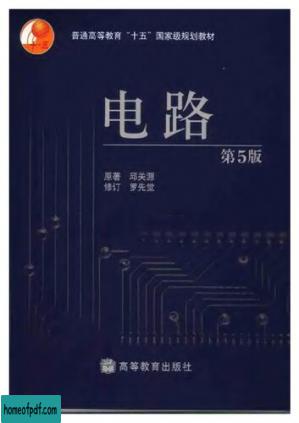 普通高等教育“十五”国家级规划教材
电路
第5版
原著 邱关源
修订 罗先觉
高等教育出版社
homeofpdf.com